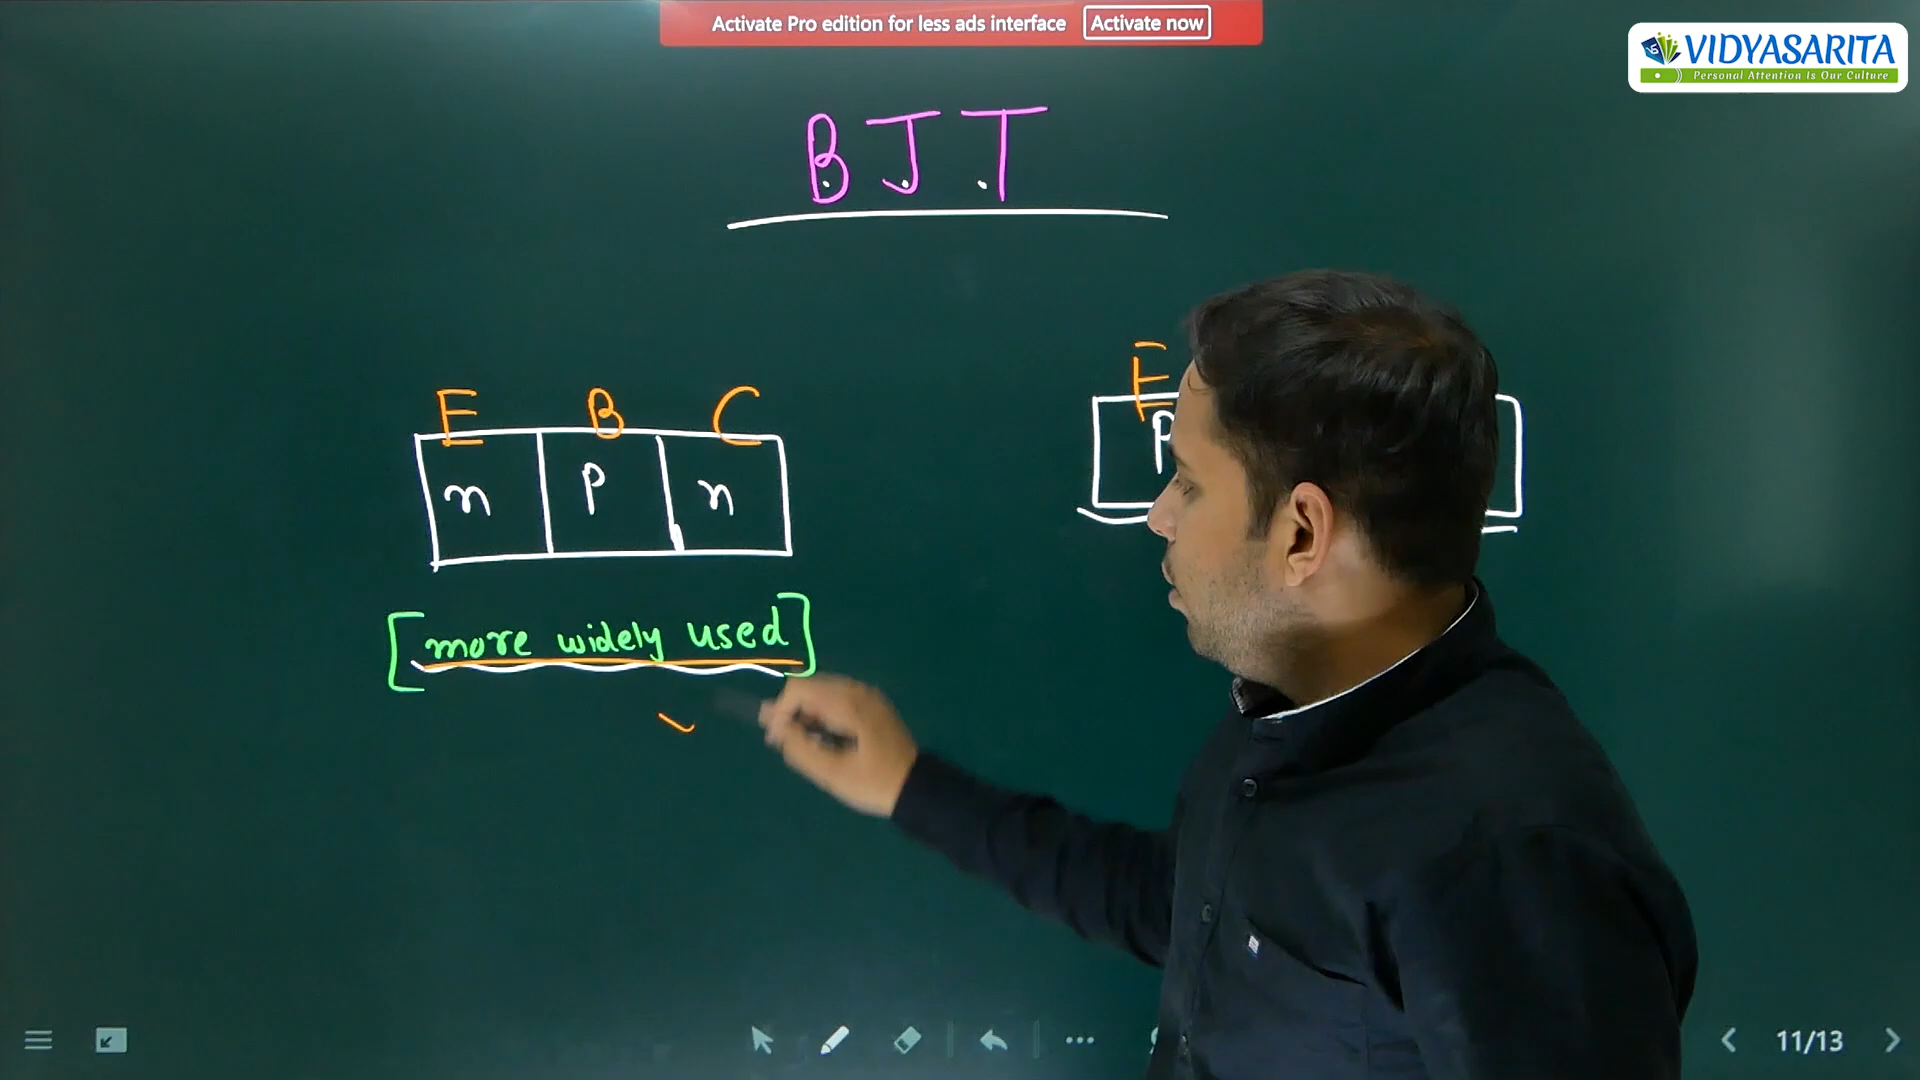 Activate Pro edition for less ads interface Activate now
VIDYASARITA
Personal Attention Is Our Culture
BJT
E B C
n p n
[more widely used]
E
P
11/13